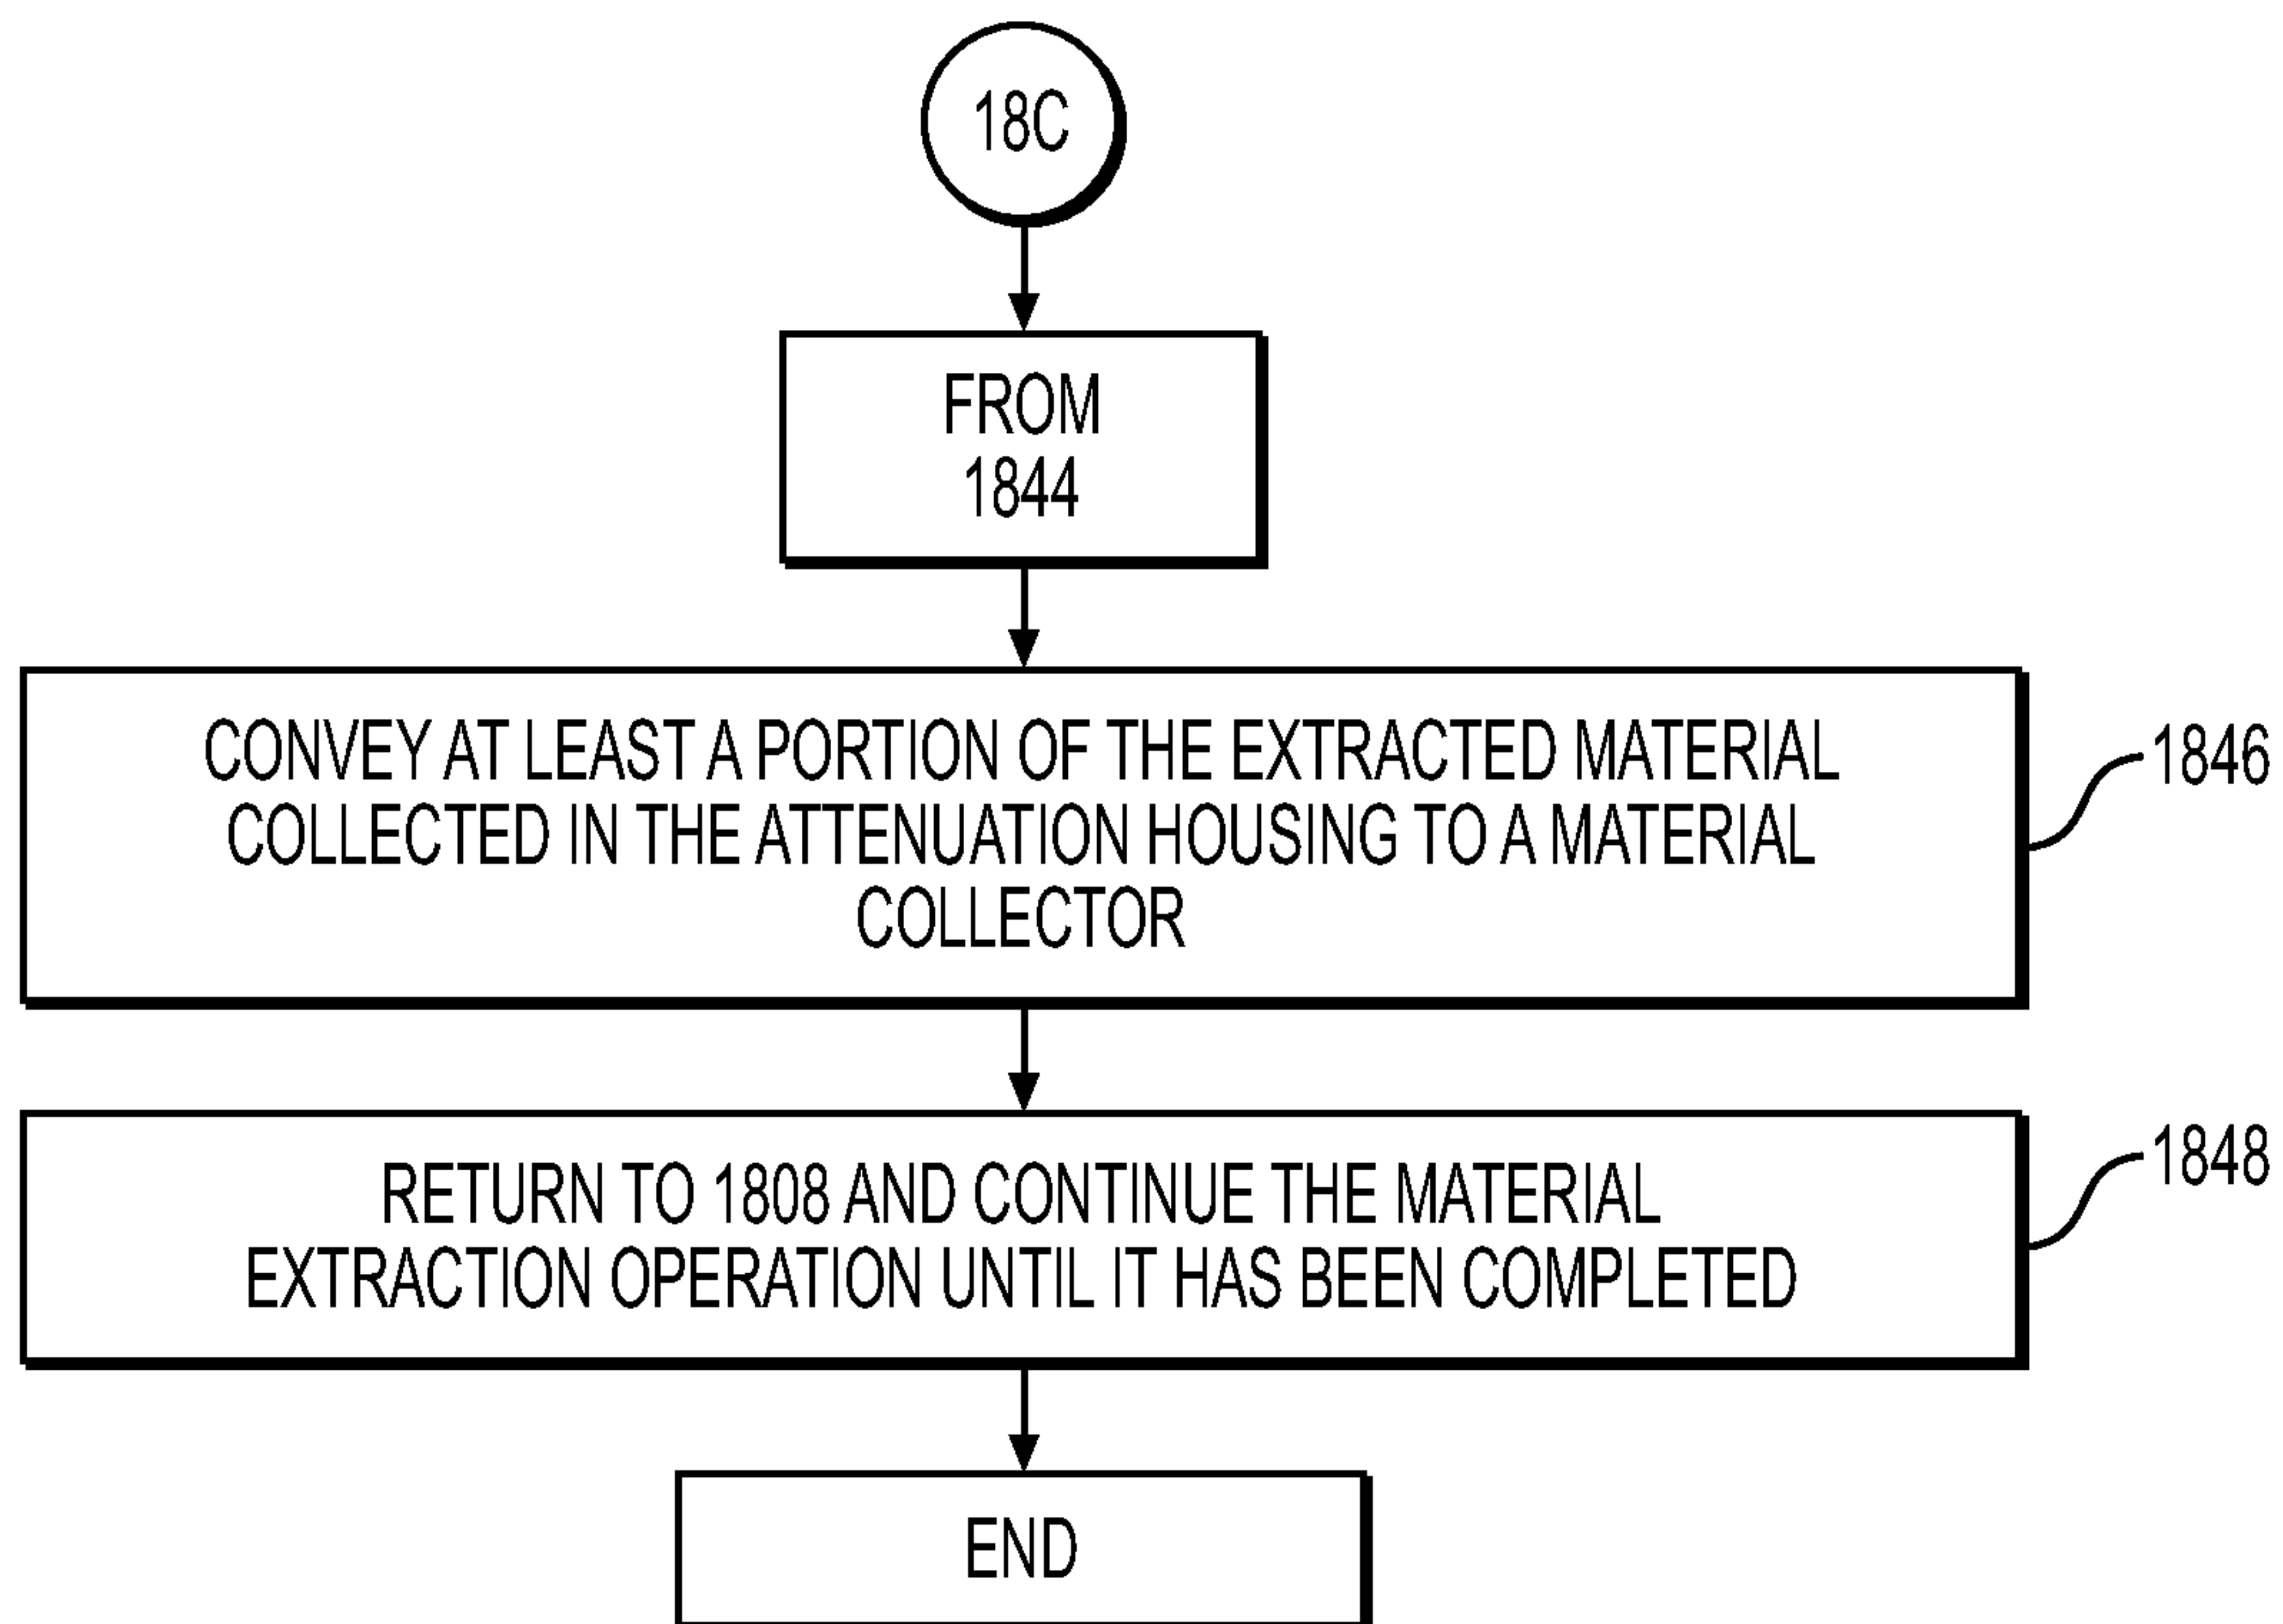 18C
FROM
1844
CONVEY AT LEAST A PORTION OF THE EXTRACTED MATERIAL
COLLECTED IN THE ATTENUATION HOUSING TO A MATERIAL
COLLECTOR
1846
RETURN TO 1808 AND CONTINUE THE MATERIAL
EXTRACTION OPERATION UNTIL IT HAS BEEN COMPLETED
1848
END